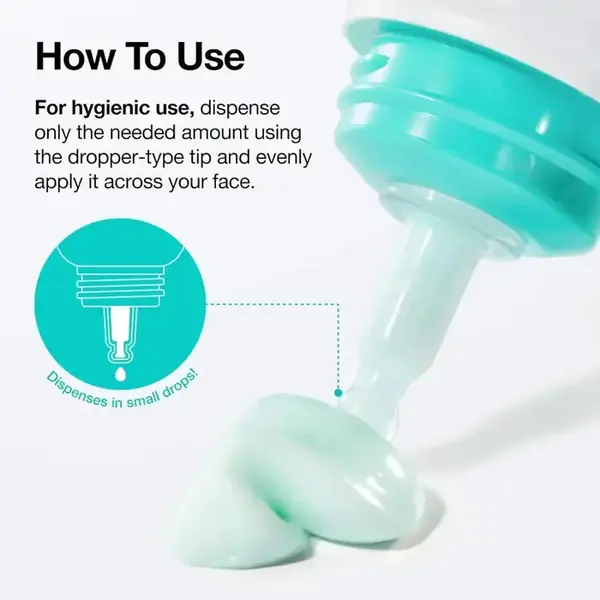 How To Use
For hygienic use, dispense
only the needed amount using
the dropper-type tip and evenly
apply it across your face.
Dispenses in small drops!